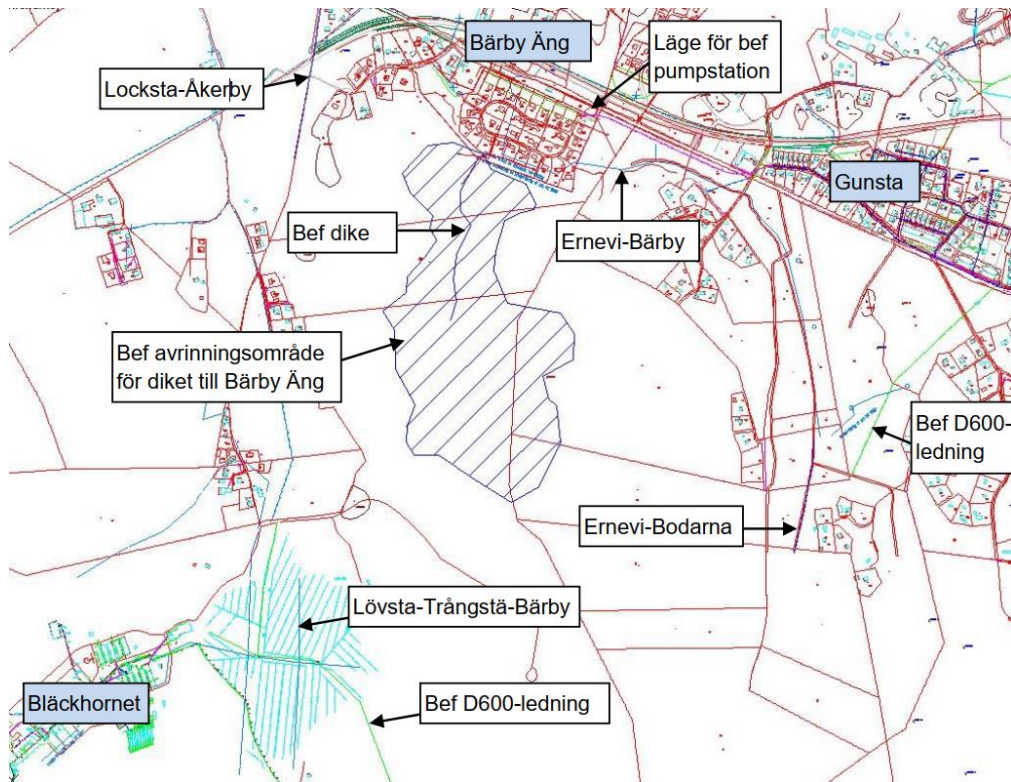 Bärby Äng
Läge för bef
pumpstation
Locksta-Åkerby
Gunsta
Bef dike
Ernevi-Bärby
Bef avrinningsområde
för diket till Bärby Äng
Bef D600-
ledning
Ernevi-Bodarna
Lövsta-Trångstä-Bärby
Bläckhornet
Bef D600-ledning